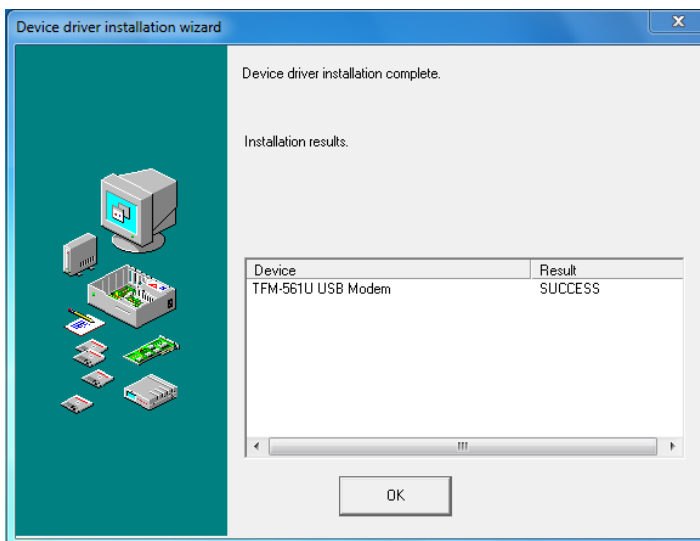 Device driver installation wizard
Device driver installation complete.
Installation results.
Device Result
TFM-561U USB Modem SUCCESS
OK